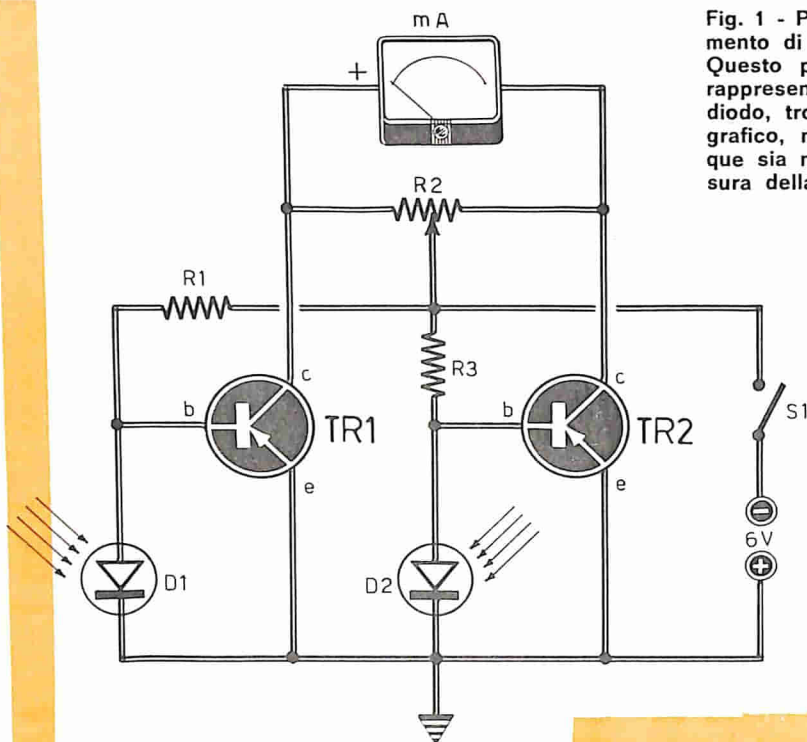 mA
Fig. 1 - P
mento di
Questo p
rappresen
diodo, tro
grafico, n
que sia n
sura della
+
R2
R1
R3
c
c
b
TR1
b
TR2
S1
e
e
6V
D1
D2